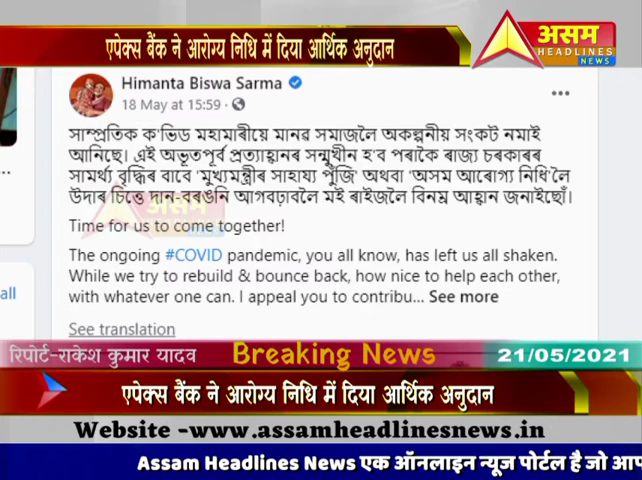 एपेक्स बैंक ने आरोग्य निधि में दिया आर्थिक अनुदान
असम
HEADLINES
NEWS
Himanta Biswa Sarma
18 May at 15:59
সাম্প্ৰতিক ক'ভিড মহামাৰীয়ে মানৱ সমাজলৈ অকল্পনীয় সংকট নমাই
আনিছে। এই অভূতপূৰ্ব প্ৰত্যাহ্বানৰ সন্মুখীন হ'ব পৰাকৈ ৰাজ্য চৰকাৰৰ
সামৰ্থ্য বৃদ্ধিৰ বাবে 'মুখ্যমন্ত্ৰীৰ সাহায্য পুঁজি' অথবা 'অসম আৰোগ্য নিধি'লৈ
উদাৰ চিত্তে দান-বৰঙনি আগবঢ়াবলৈ মই ৰাইজলৈ বিনম্ৰ আহ্বান জনাইছোঁ।
Time for us to come together!
The ongoing #COVID pandemic, you all know, has left us all shaken.
While we try to rebuild & bounce back, how nice to help each other,
with whatever one can. I appeal you to contribu... See more
all
See translation
रिपोर्ट-राकेश कुमार यादव Breaking News 21/05/2021
एपेक्स बैंक ने आरोग्य निधि में दिया आर्थिक अनुदान
Website -www.assamheadlinesnews.in
Assam Headlines News एक ऑनलाइन न्यूज पोर्टल है जो आप